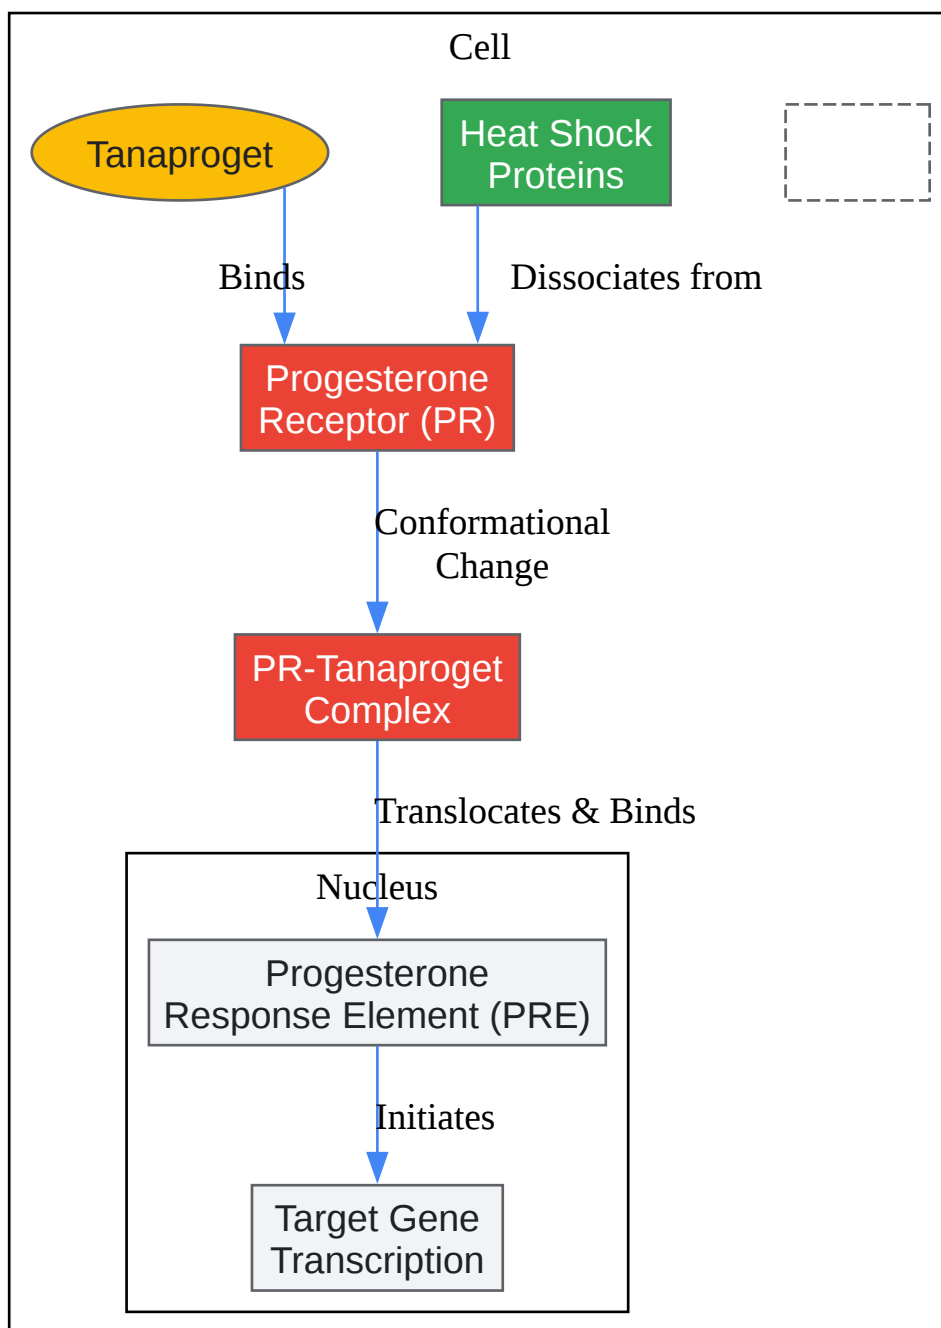 Cell
Tanaproget
Heat Shock
Proteins
Binds
Dissociates from
Progesterone
Receptor (PR)
Conformational
Change
PR-Tanaproget
Complex
Translocates & Binds
Nucleus
Progesterone
Response Element (PRE)
Initiates
Target Gene
Transcription